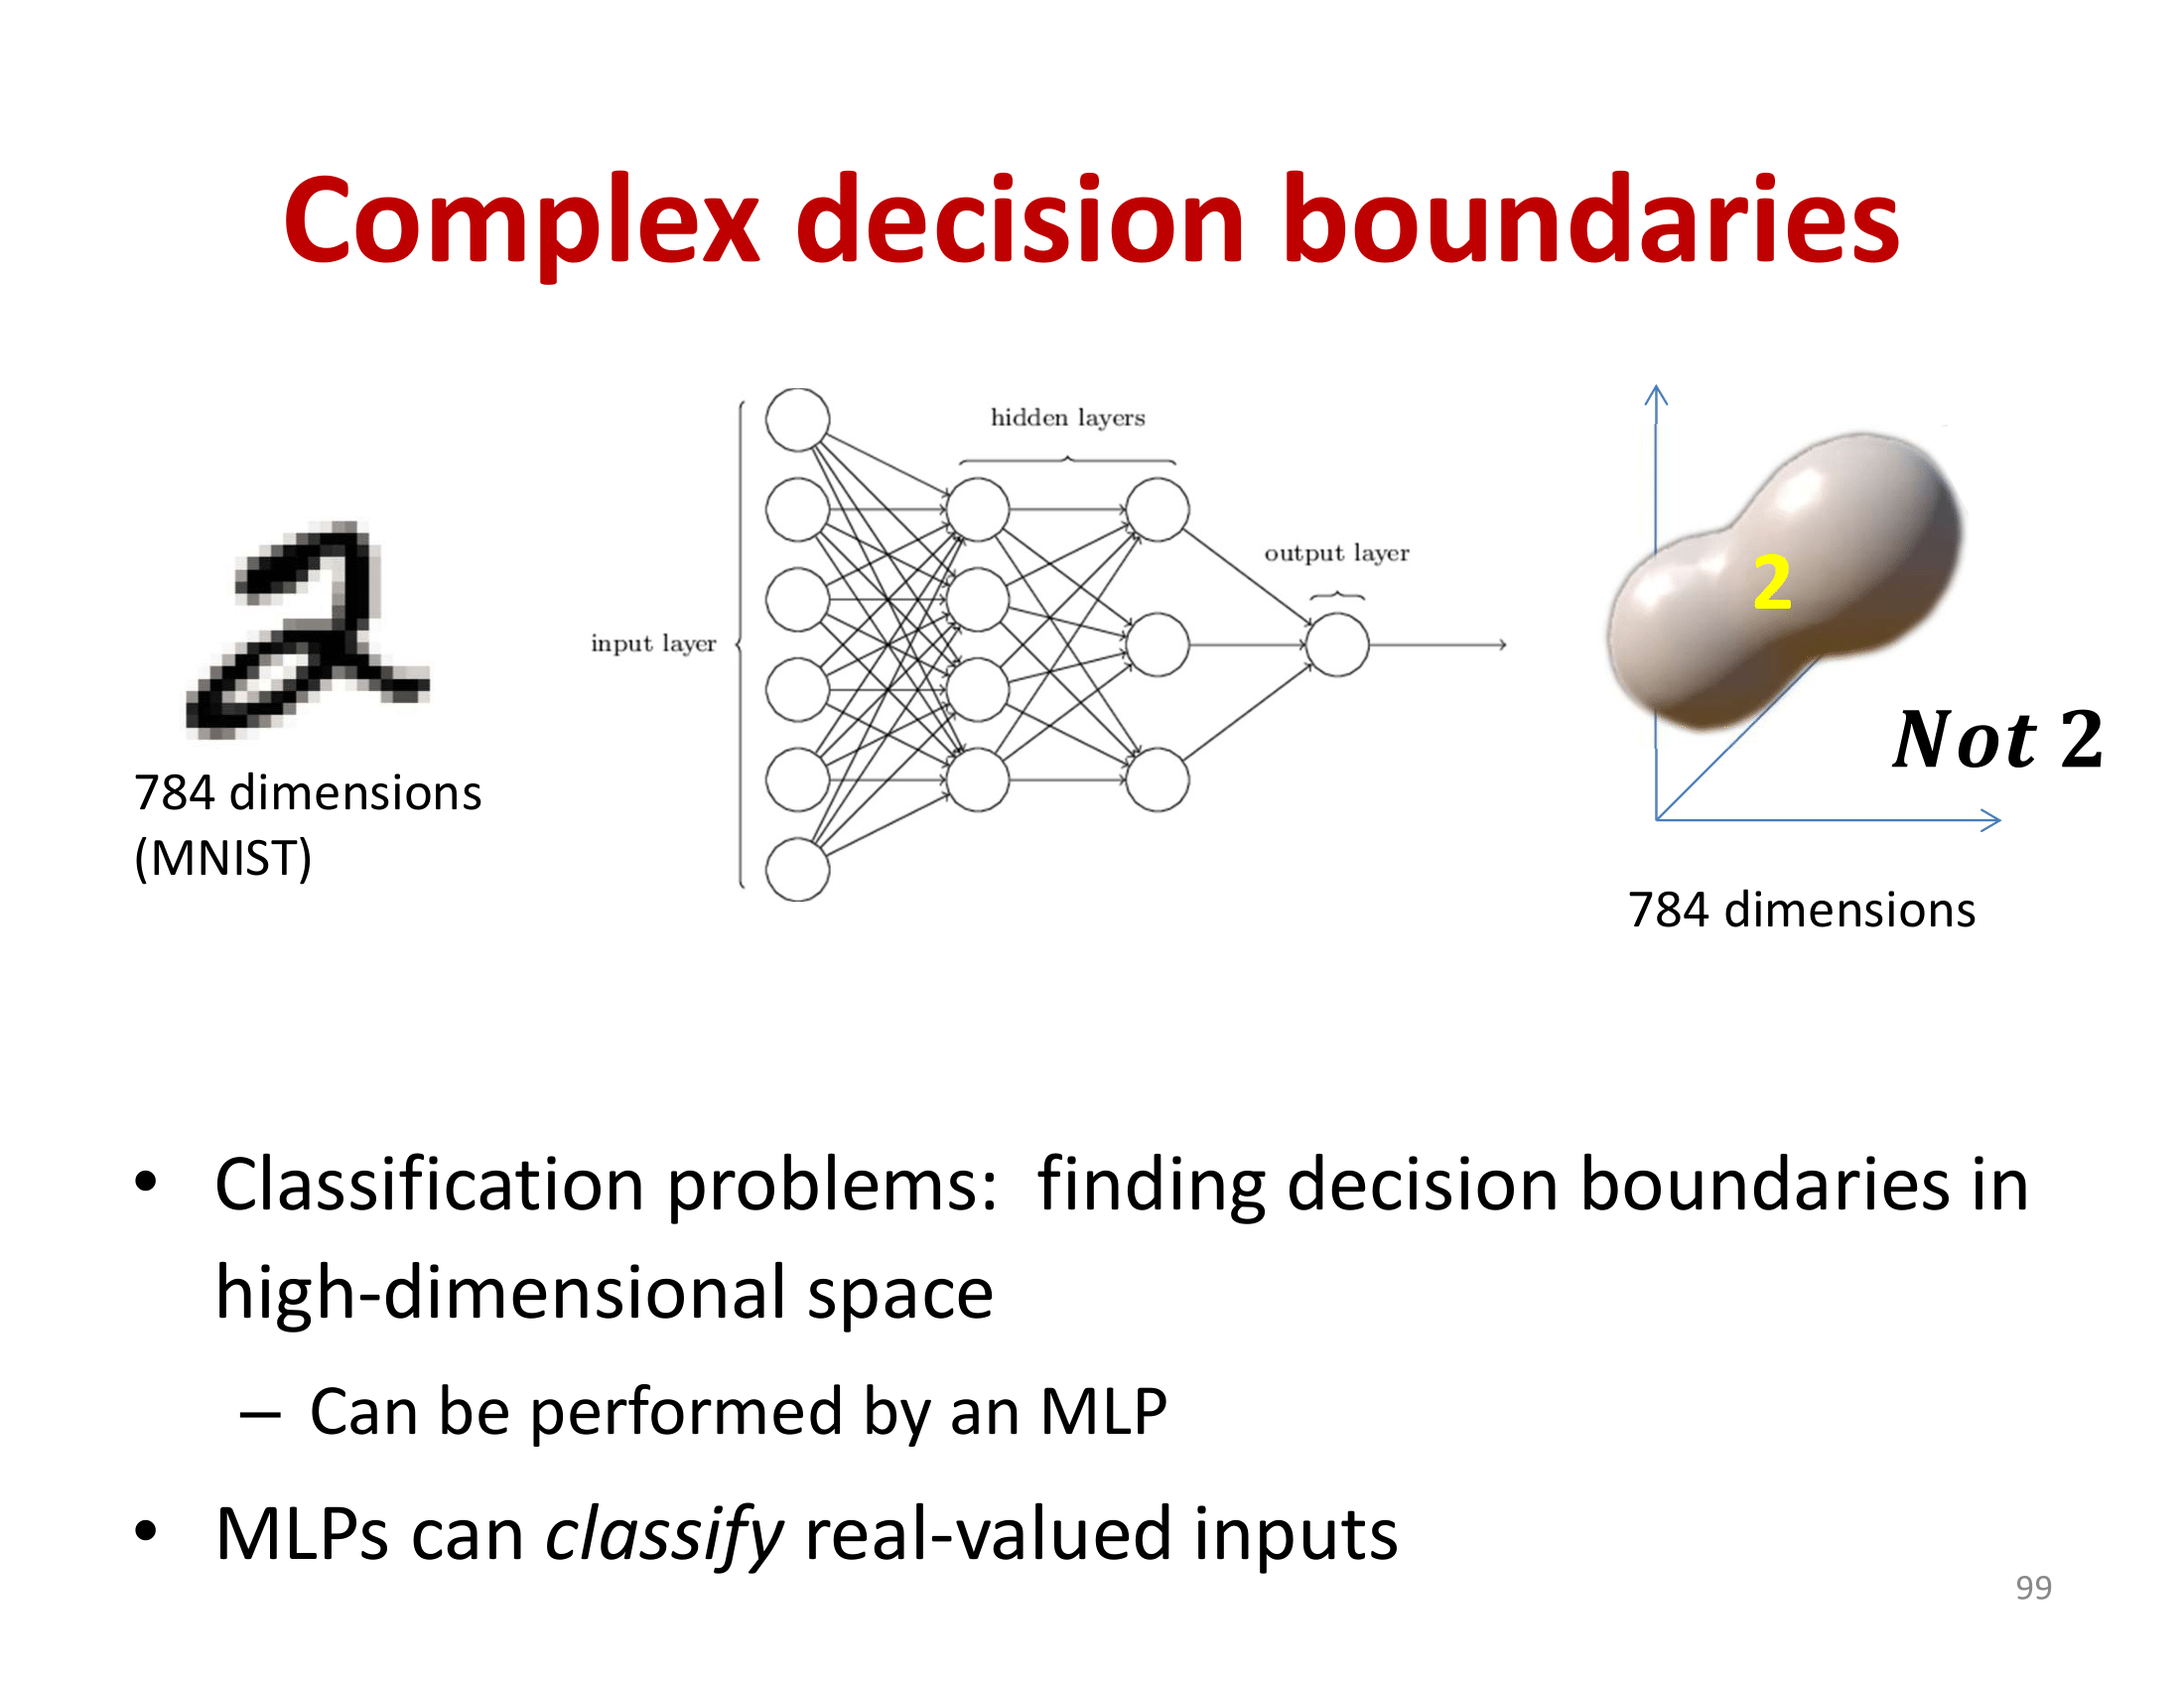 Complex decision boundaries
hidden layers
output layer
input layer
2
Not 2
784 dimensions
(MNIST)
784 dimensions
• Classification problems: finding decision boundaries in
high-dimensional space
– Can be performed by an MLP
• MLPs can classify real-valued inputs
99